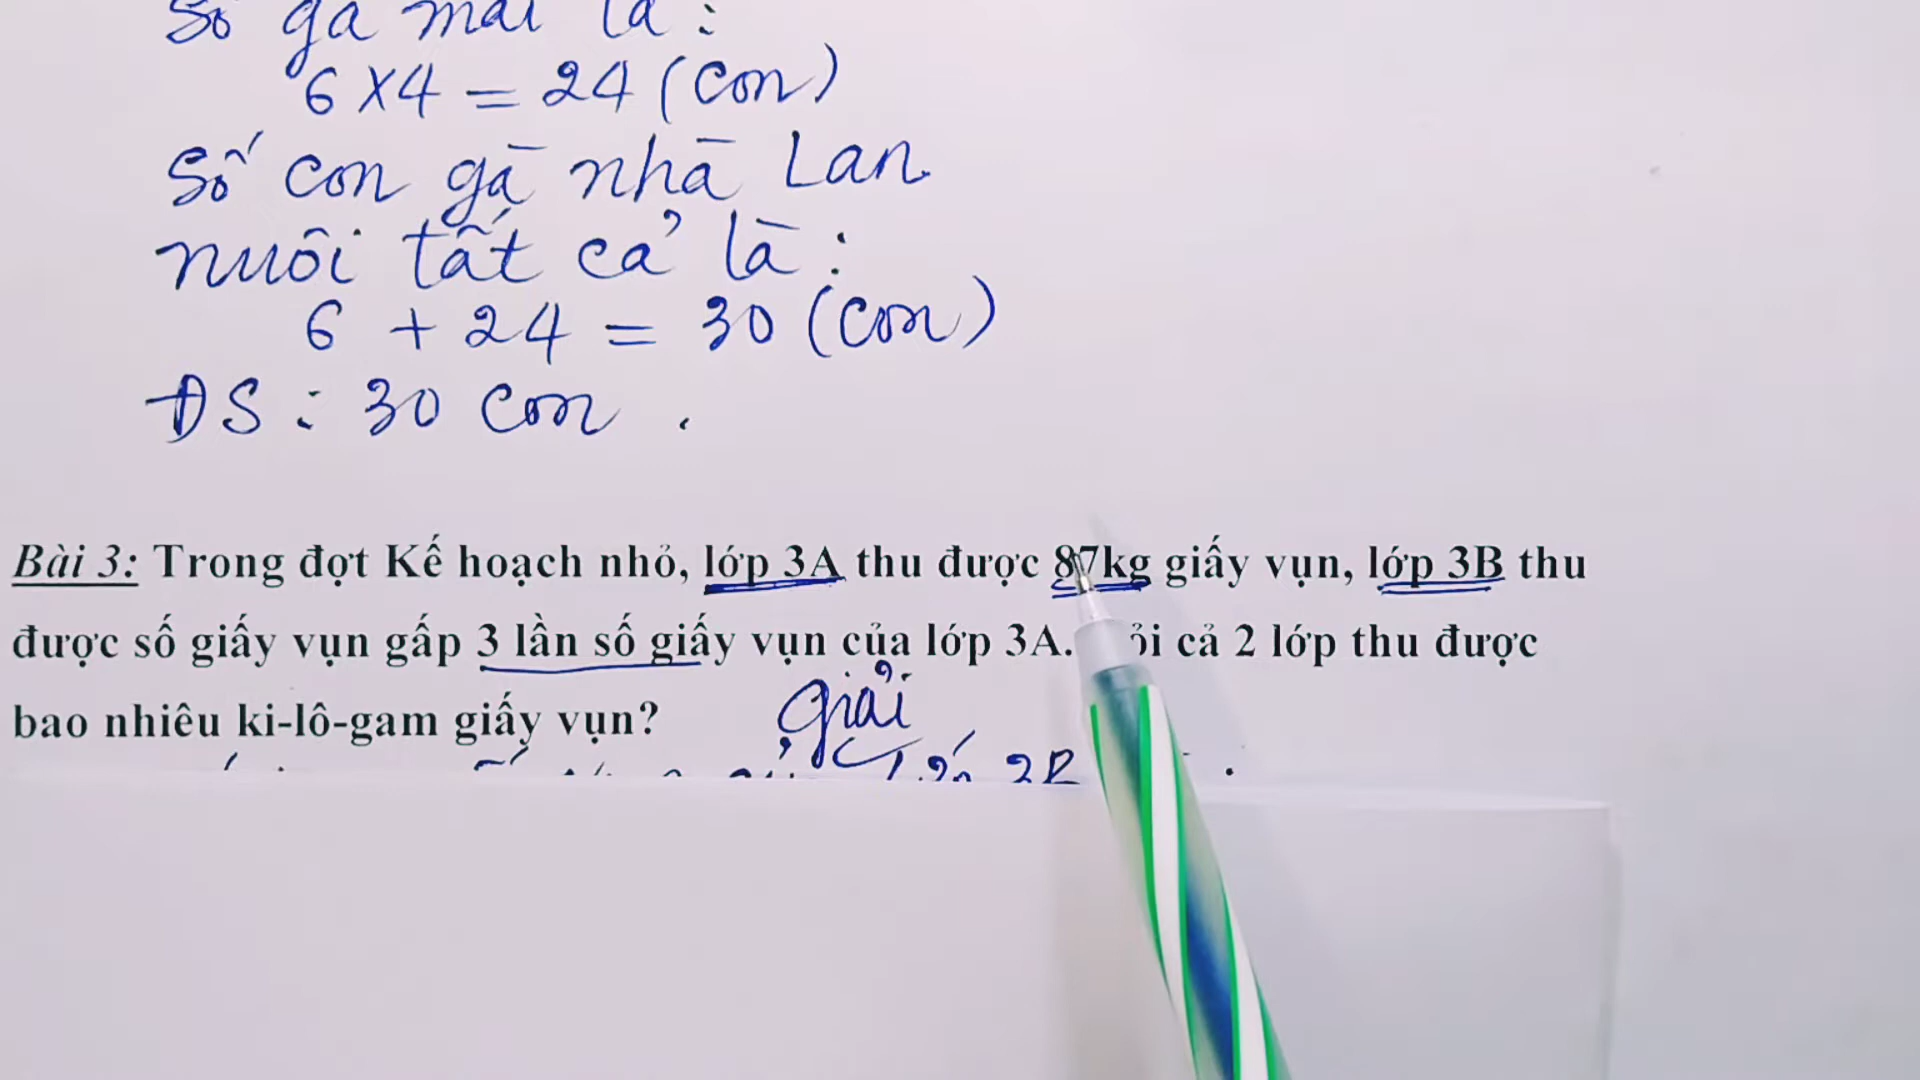 Số gà mái là :
6 x 4 = 24 (con)
Số con gà nhà Lan
nuôi tất cả là :
6 + 24 = 30 (con)
ĐS : 30 con .
Bài 3: Trong đợt Kế hoạch nhỏ, lớp 3A thu được 87kg giấy vụn, lớp 3B thu
được số giấy vụn gấp 3 lần số giấy vụn của lớp 3A. cả 2 lớp thu được
bao nhiêu ki-lô-gam giấy vụn?
Giải